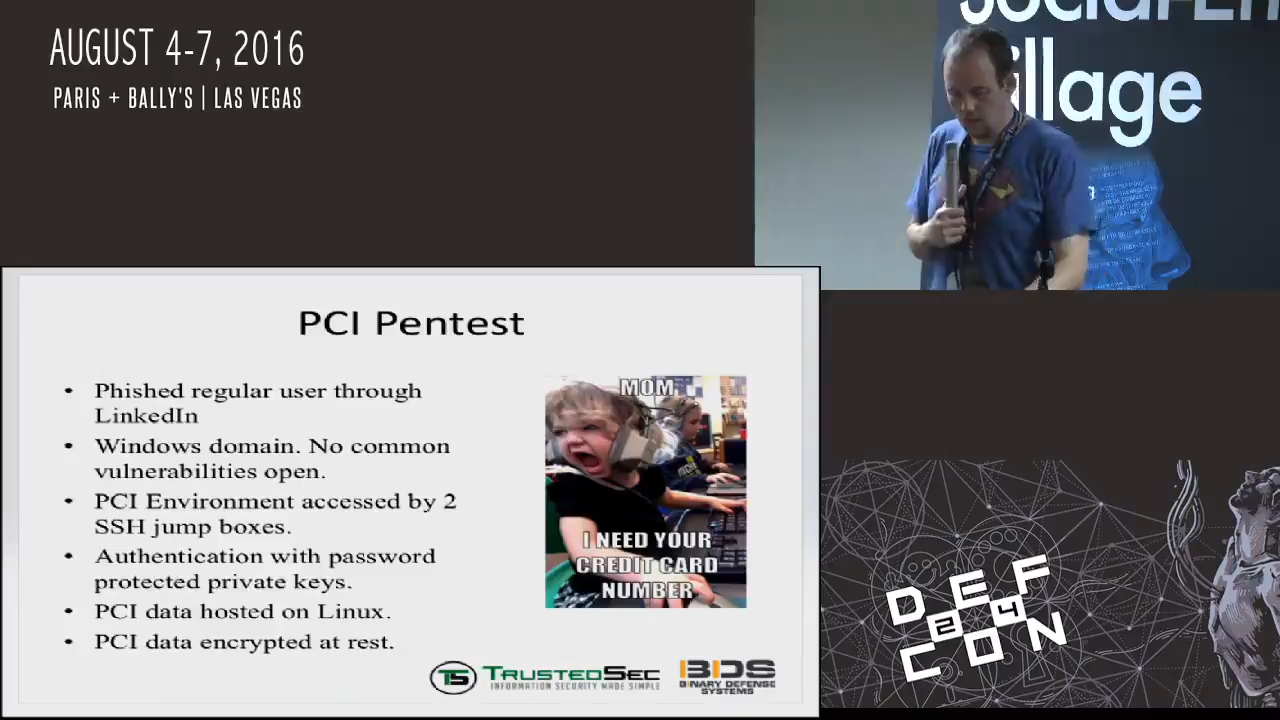 AUGUST 4-7, 2016
PARIS + BALLY'S | LAS VEGAS
illage
PCI Pentest
• Phished regular user through
LinkedIn
• Windows domain. No common
vulnerabilities open.
• PCI Environment accessed by 2
SSH jump boxes.
• Authentication with password
protected private keys.
• PCI data hosted on Linux.
• PCI data encrypted at rest.
MOM
I NEED YOUR
CREDIT CARD
NUMBER
TS TRUSTEDSEC
INFORMATION SECURITY MADE SIMPLE
BDS
BINARY DEFENSE
SYSTEMS
DEF
24
CON